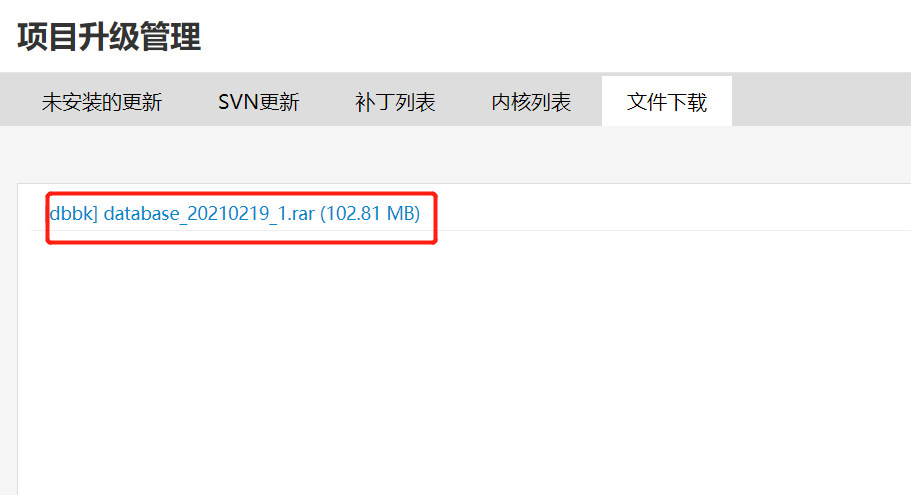 项目升级管理
未安装的更新 SVN更新 补丁列表 内核列表 文件下载
dbbk] database_20210219_1.rar (102.81 MB)